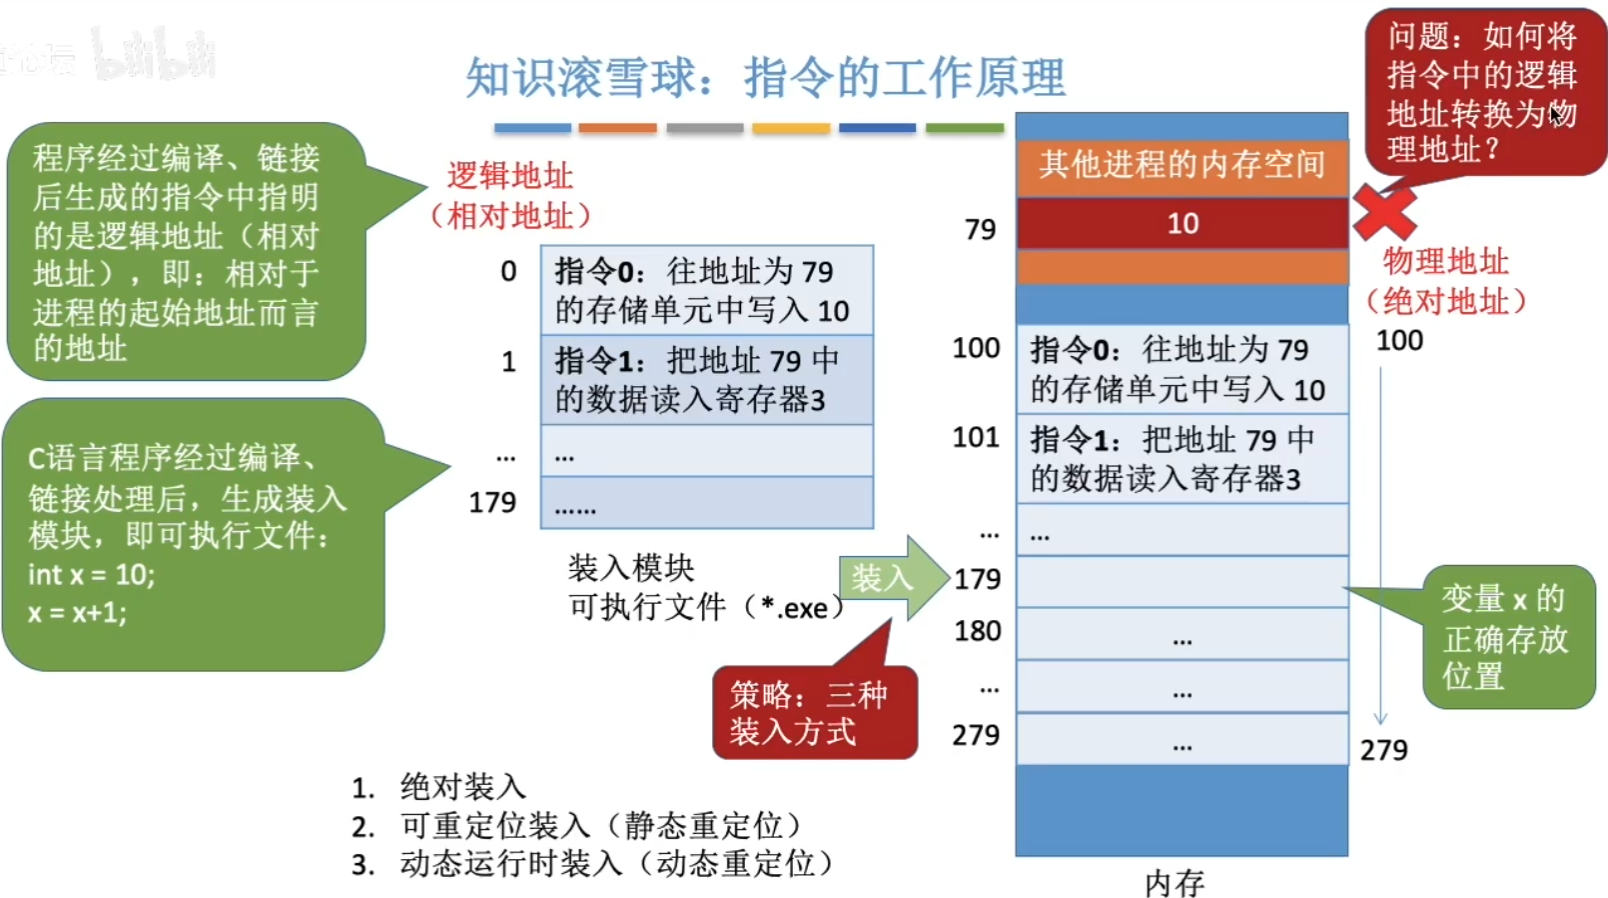 bilibili
知识滚雪球：指令的工作原理
程序经过编译、链接
后生成的指令中指明
的是逻辑地址（相对
地址），即：相对于
进程的起始地址而言
的地址
C语言程序经过编译、
链接处理后，生成装入
模块，即可执行文件：
int x = 10;
x = x+1;
逻辑地址
（相对地址）
0
指令0：往地址为 79
的存储单元中写入 10
1
指令1：把地址 79 中
的数据读入寄存器3
...
...
179
......
装入模块
可执行文件（*.exe）
装入
策略：三种
装入方式
1. 绝对装入
2. 可重定位装入（静态重定位）
3. 动态运行时装入（动态重定位）
其他进程的内存空间
79
10
100
指令0：往地址为 79
的存储单元中写入 10
101
指令1：把地址 79 中
的数据读入寄存器3
...
...
179
180
...
...
...
279
...
内存
问题：如何将
指令中的逻辑
地址转换为物
理地址？
物理地址
（绝对地址）
100
279
变量 x 的
正确存放
位置